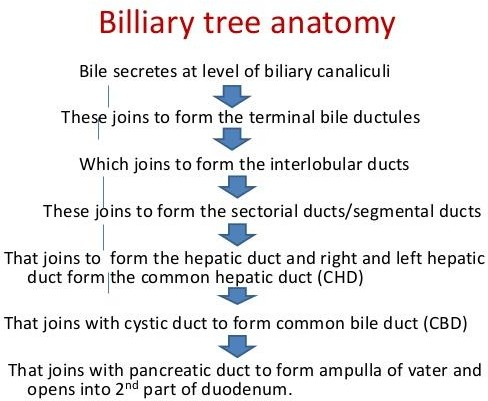 Billiary tree anatomy
Bile secretes at level of biliary canaliculi
These joins to form the terminal bile ductules
Which joins to form the interlobular ducts
These joins to form the sectorial ducts/segmental ducts
That joins to form the hepatic duct and right and left hepatic
duct form the common hepatic duct (CHD)
That joins with cystic duct to form common bile duct (CBD)
That joins with pancreatic duct to form ampulla of vater and
opens into 2nd part of duodenum.